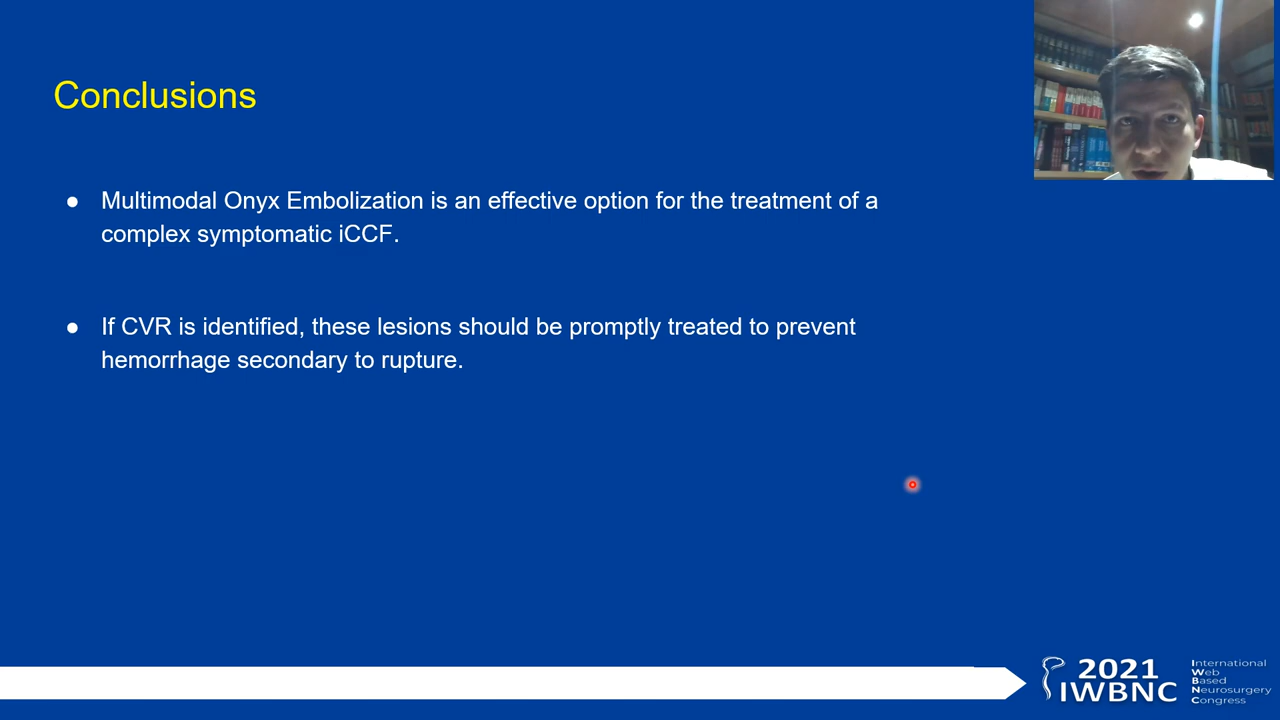 Conclusions
● Multimodal Onyx Embolization is an effective option for the treatment of a
complex symptomatic iCCF.
● If CVR is identified, these lesions should be promptly treated to prevent
hemorrhage secondary to rupture.
2021
IWBNC
International
Web
Based
Neurosurgery
Congress